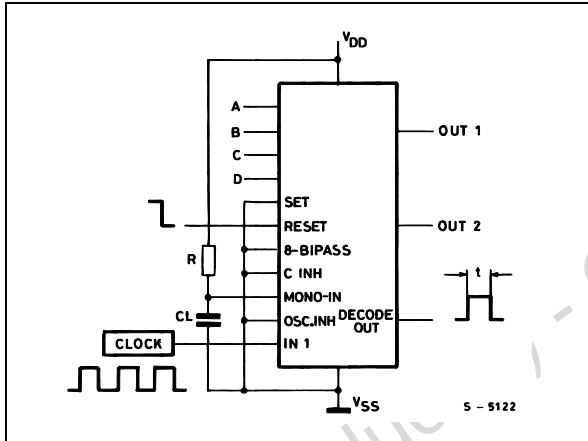 VDD
A
B
C
D
SET
RESET
8-BIPASS
C INH
MONO-IN
OSC.INH
IN 1
OUT 1
OUT 2
DECODE
OUT
t
R
CL
CLOCK
VSS
S - 5122